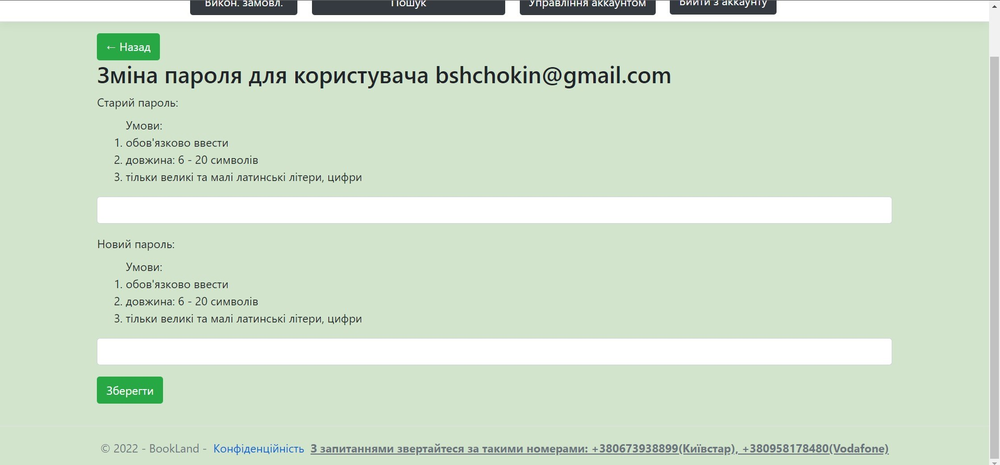 Викон. замовл. Пошук Управління аккаунтом Вийти з аккаунту
← Назад
Зміна пароля для користувача bshchokin@gmail.com
Старий пароль:
Умови:
1. обов'язково ввести
2. довжина: 6 - 20 символів
3. тільки великі та малі латинські літери, цифри
Новий пароль:
Умови:
1. обов'язково ввести
2. довжина: 6 - 20 символів
3. тільки великі та малі латинські літери, цифри
Зберегти
© 2022 - BookLand - Конфіденційність З запитаннями звертайтеся за такими номерами: +380673938899(Київстар), +380958178480(Vodafone)